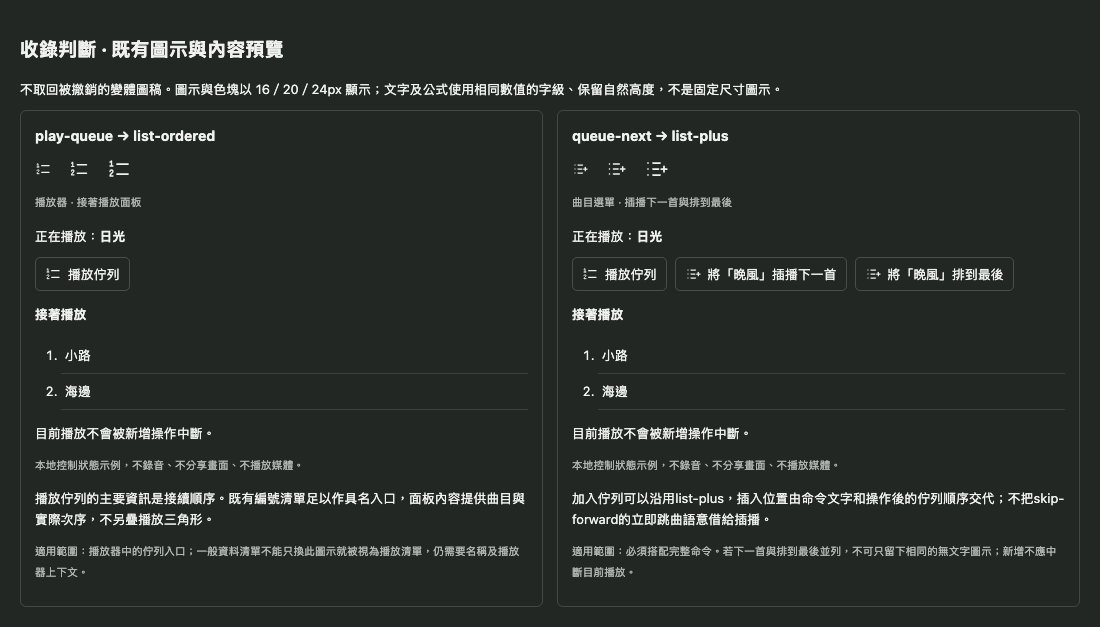 收錄判斷 · 既有圖示與內容預覽
不取回被撤銷的變體圖稿。圖示與色塊以 16 / 20 / 24px 顯示；文字及公式使用相同數值的字級、保留自然高度，不是固定尺寸圖示。
play-queue → list-ordered
播放器 · 接著播放面板
正在播放：日光
播放佇列
接著播放
1. 小路
2. 海邊
目前播放不會被新增操作中斷。
本地控制狀態示例，不錄音、不分享畫面、不播放媒體。
播放佇列的主要資訊是接續順序。既有編號清單足以作具名入口，面板內容提供曲目與
實際次序，不另疊播放三角形。
適用範圍：播放器中的佇列入口；一般資料清單不能只換此圖示就被視為播放清單，仍需要名稱及播放
器上下文。
queue-next → list-plus
曲目選單 · 插播下一首與排到最後
正在播放：日光
播放佇列 將「晚風」插播下一首 將「晚風」排到最後
接著播放
1. 小路
2. 海邊
目前播放不會被新增操作中斷。
本地控制狀態示例，不錄音、不分享畫面、不播放媒體。
加入佇列可以沿用list-plus，插入位置由命令文字和操作後的佇列順序交代；不把skip-
forward的立即跳曲語意借給插播。
適用範圍：必須搭配完整命令。若下一首與排到最後並列，不可只留下相同的無文字圖示；新增不應中
斷目前播放。